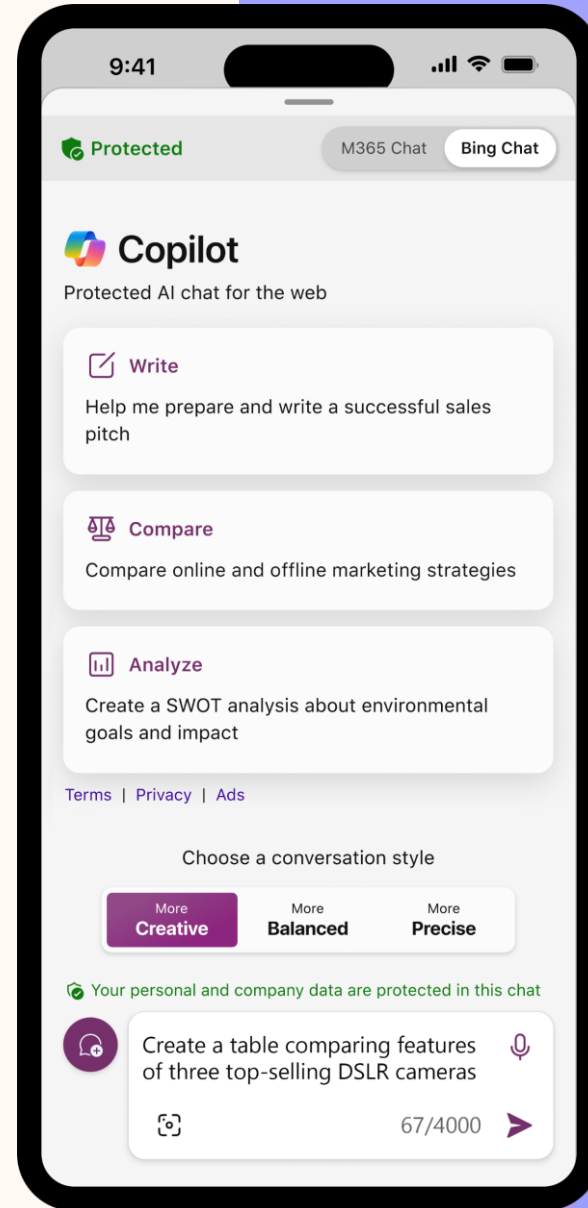 9:41
Protected
M365 Chat
Bing Chat
Copilot
Protected AI chat for the web
Write
Help me prepare and write a successful sales
pitch
Compare
Compare online and offline marketing strategies
Analyze
Create a SWOT analysis about environmental
goals and impact
Terms | Privacy | Ads
Choose a conversation style
More
Creative
More
Balanced
More
Precise
Your personal and company data are protected in this chat
Create a table comparing features
of three top-selling DSLR cameras
67/4000